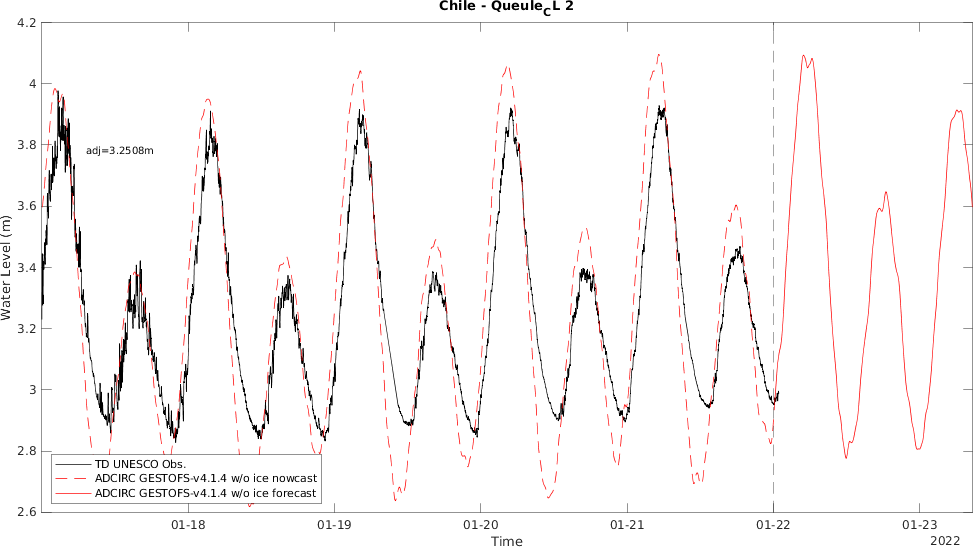 Chile - Queule_CL 2
4.2
4
3.8
3.6
3.4
3.2
3
2.8
2.6
Water Level (m)
adj=3.2508m
TD UNESCO Obs.
ADCIRC GESTOFS-v4.1.4 w/o ice nowcast
ADCIRC GESTOFS-v4.1.4 w/o ice forecast
01-18 01-19 01-20 01-21 01-22 01-23
Time
2022